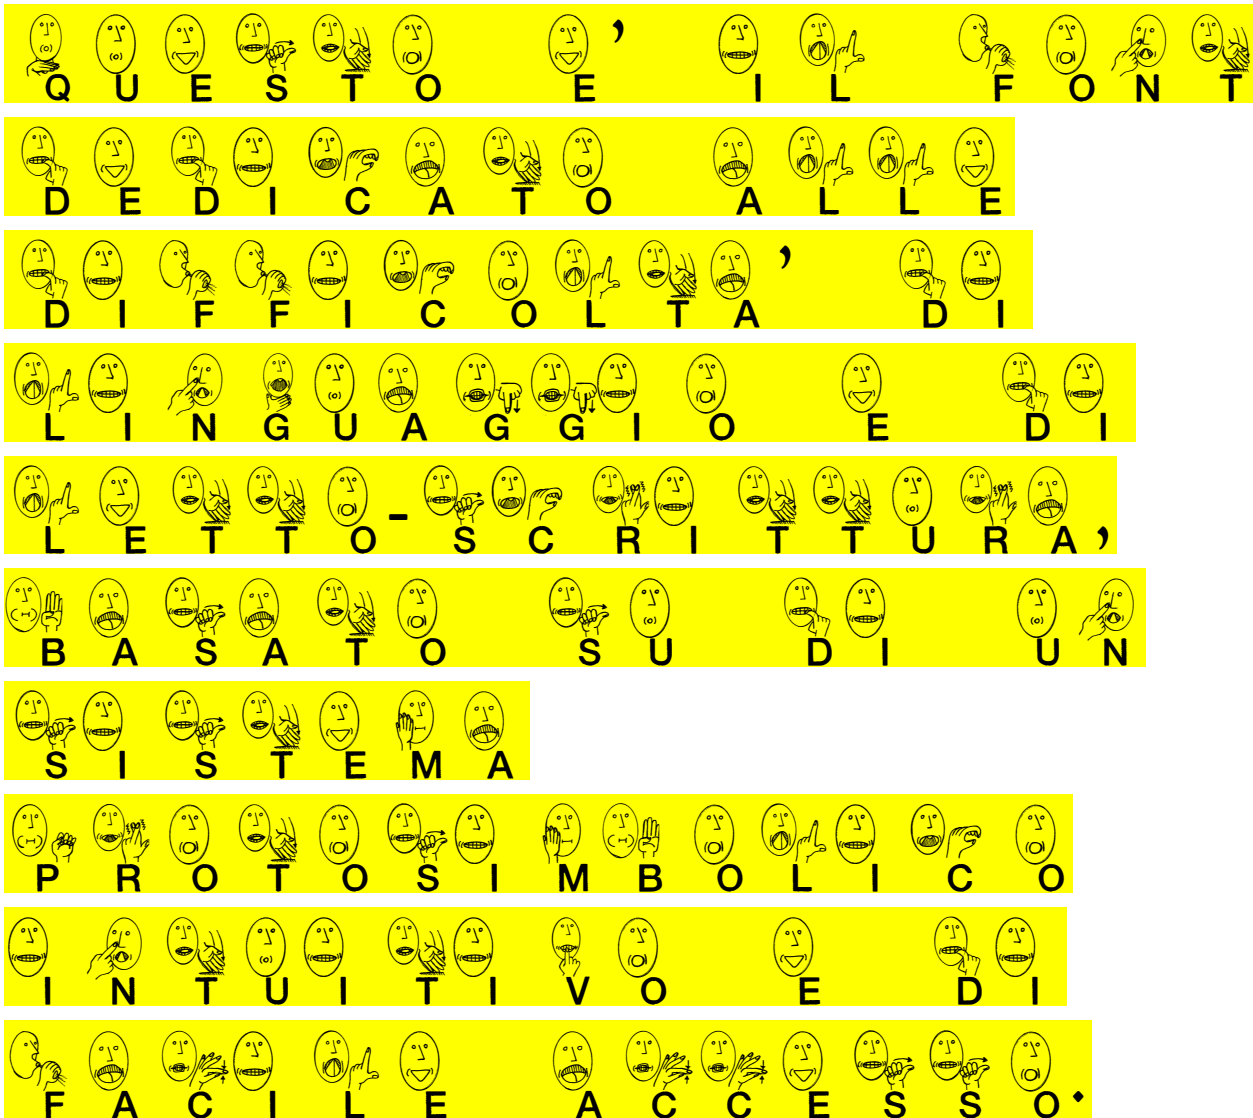 QUESTO E' IL FONT
DEDICATO ALLE
DIFFICOLTA' DI
LINGUAGGIO E DI
LETTO-SCRITTURA,
BASATO SU DI UN
SISTEMA
PROTOSIMBOLICO
INTUITIVO E DI
FACILE ACCESSO.